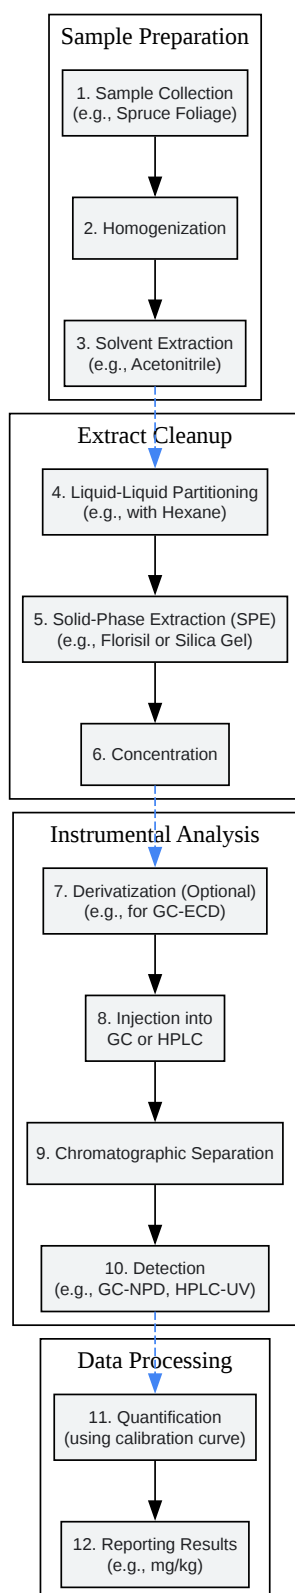 Sample Preparation
1. Sample Collection
(e.g., Spruce Foliage)
2. Homogenization
3. Solvent Extraction
(e.g., Acetonitrile)
Extract Cleanup
4. Liquid-Liquid Partitioning
(e.g., with Hexane)
5. Solid-Phase Extraction (SPE)
(e.g., Florisil or Silica Gel)
6. Concentration
Instrumental Analysis
7. Derivatization (Optional)
(e.g., for GC-ECD)
8. Injection into
GC or HPLC
9. Chromatographic Separation
10. Detection
(e.g., GC-NPD, HPLC-UV)
Data Processing
11. Quantification
(using calibration curve)
12. Reporting Results
(e.g., mg/kg)